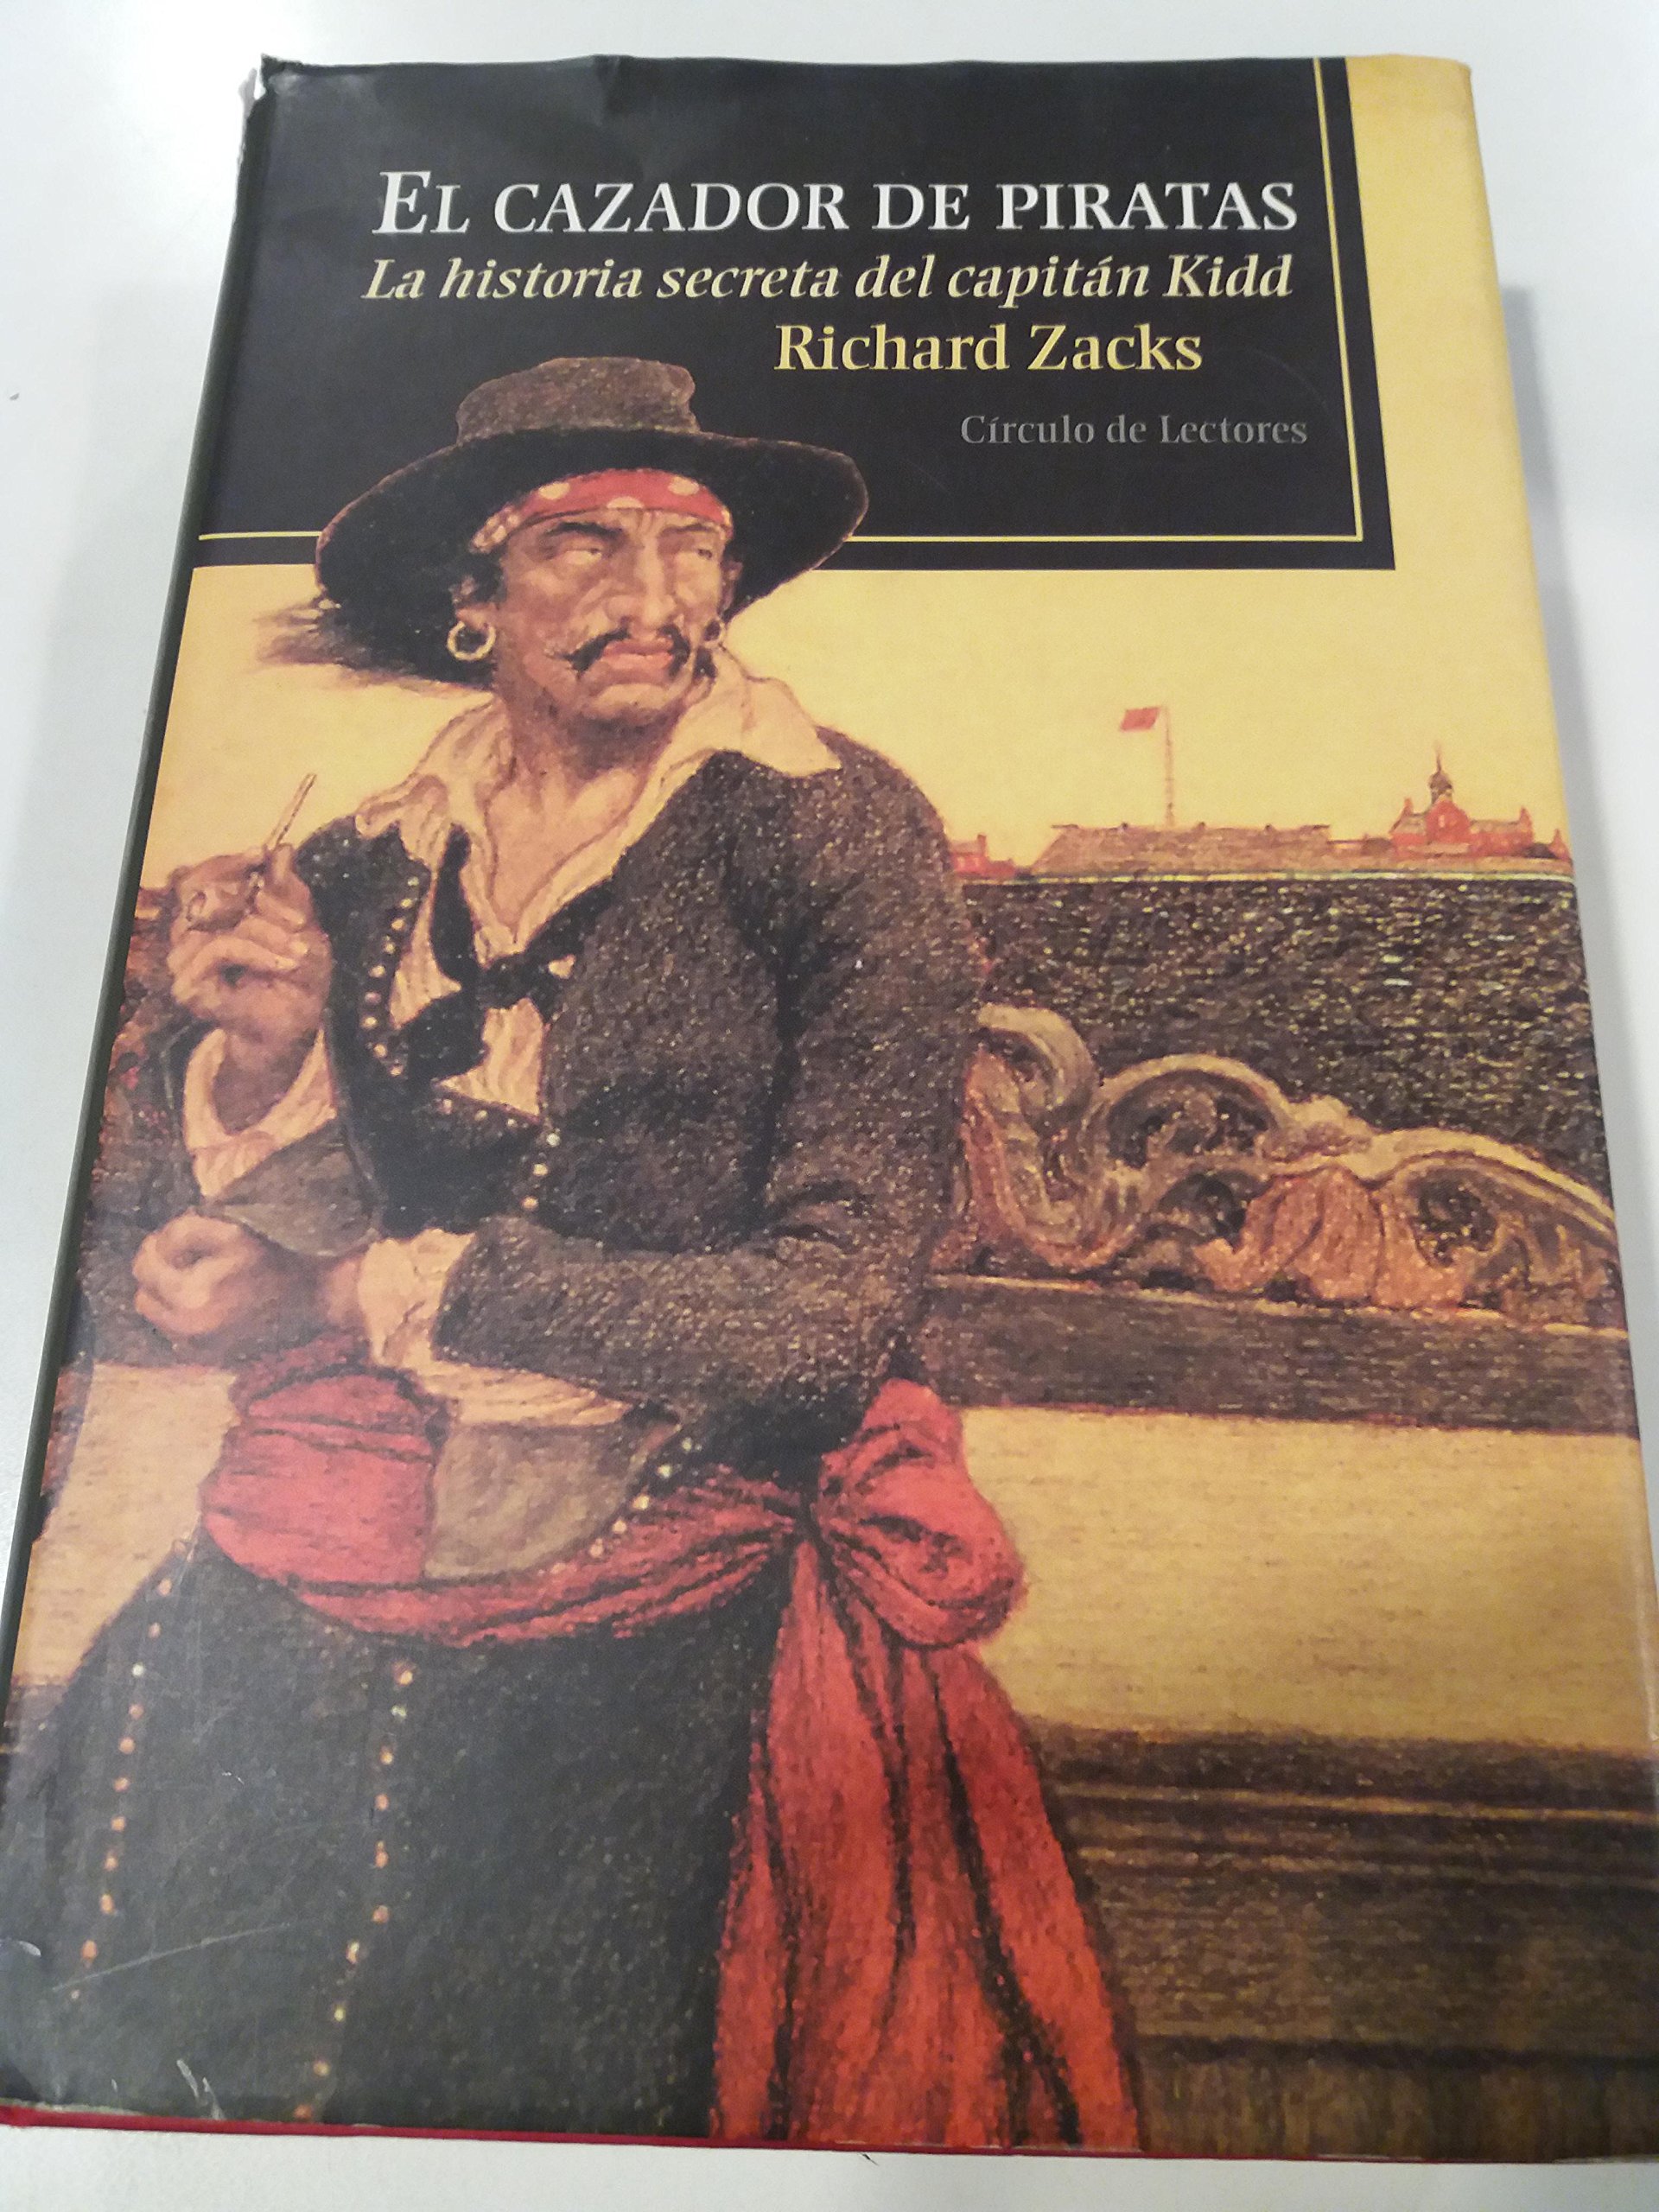 EL CAZADOR DE PIRATAS
La historia secreta del capitán Kidd
Richard Zacks
Círculo de Lectores